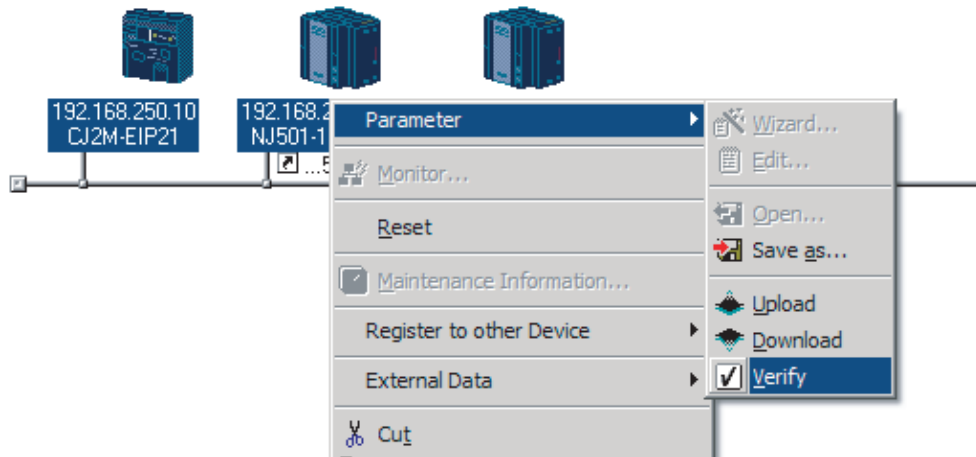 192.168.250.10
CJ2M-EIP21
192.168.2
NJ501-1
...5
Parameter
Monitor...
Reset
Maintenance Information...
Register to other Device
External Data
Cut
Wizard...
Edit...
Open...
Save as...
Upload
Download
Verify